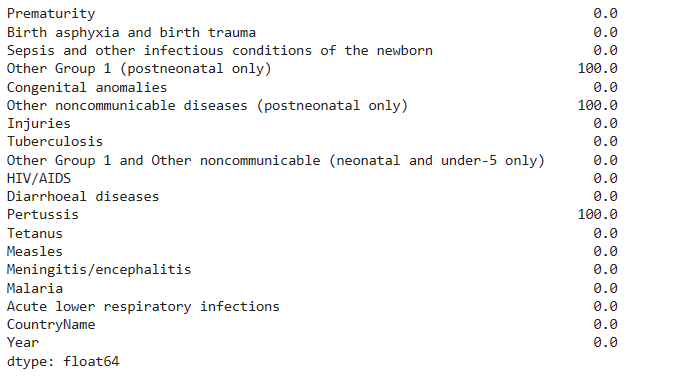 Prematurity 0.0
Birth asphyxia and birth trauma 0.0
Sepsis and other infectious conditions of the newborn 0.0
Other Group 1 (postneonatal only) 100.0
Congenital anomalies 0.0
Other noncommunicable diseases (postneonatal only) 100.0
Injuries 0.0
Tuberculosis 0.0
Other Group 1 and Other noncommunicable (neonatal and under-5 only) 0.0
HIV/AIDS 0.0
Diarrhoeal diseases 0.0
Pertussis 100.0
Tetanus 0.0
Measles 0.0
Meningitis/encephalitis 0.0
Malaria 0.0
Acute lower respiratory infections 0.0
CountryName 0.0
Year 0.0
dtype: float64